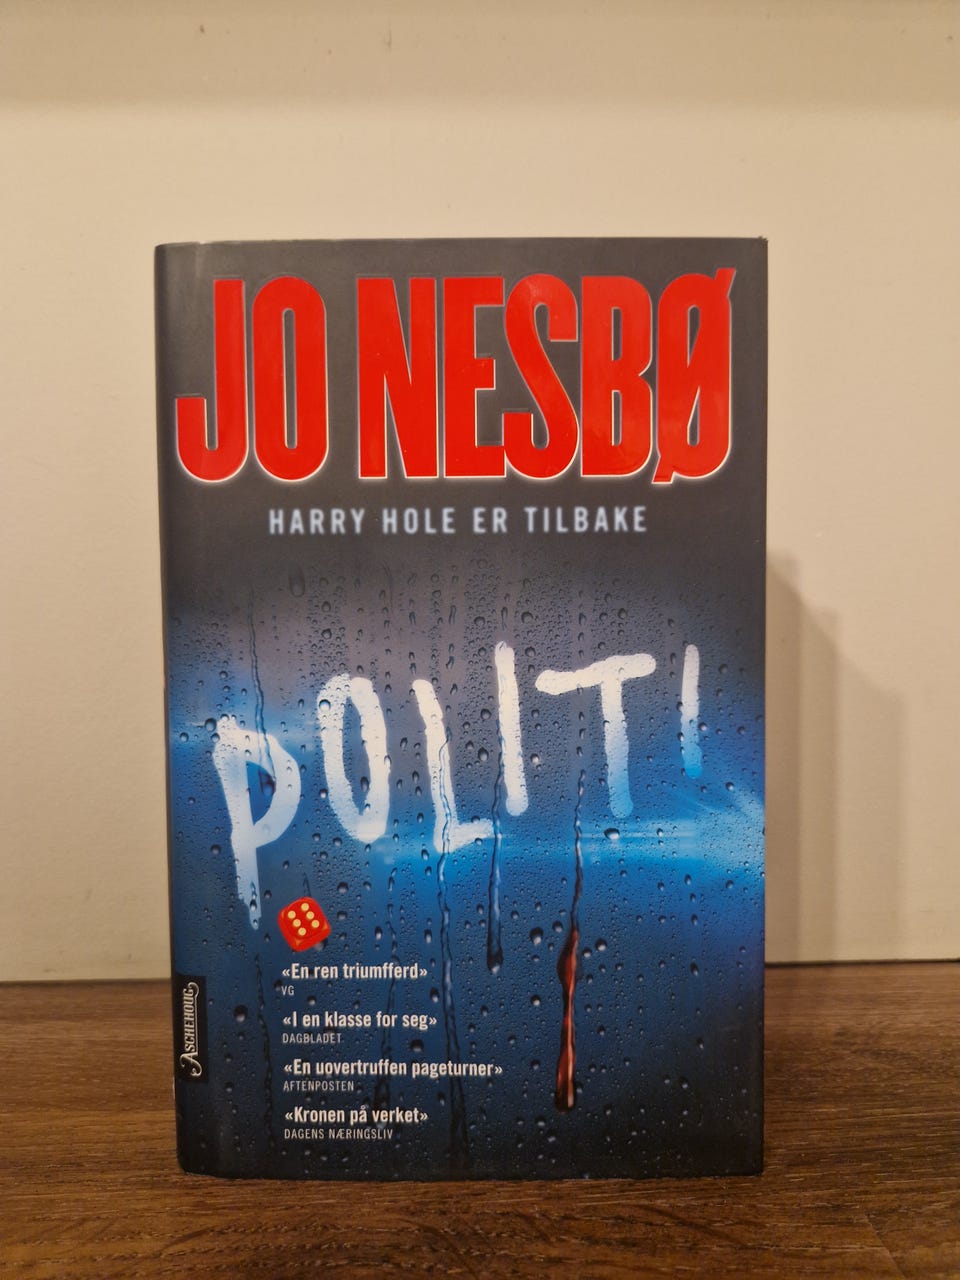 JO NESBØ
HARRY HOLE ER TILBAKE
POLITI
«En ren triumfferd»
VG
«I en klasse for seg»
DAGBLADET
«En uovertruffen pageturner»
AFTENPOSTEN
«Kronen på verket»
DAGENS NÆRINGSLIV
ASCHEHOUG